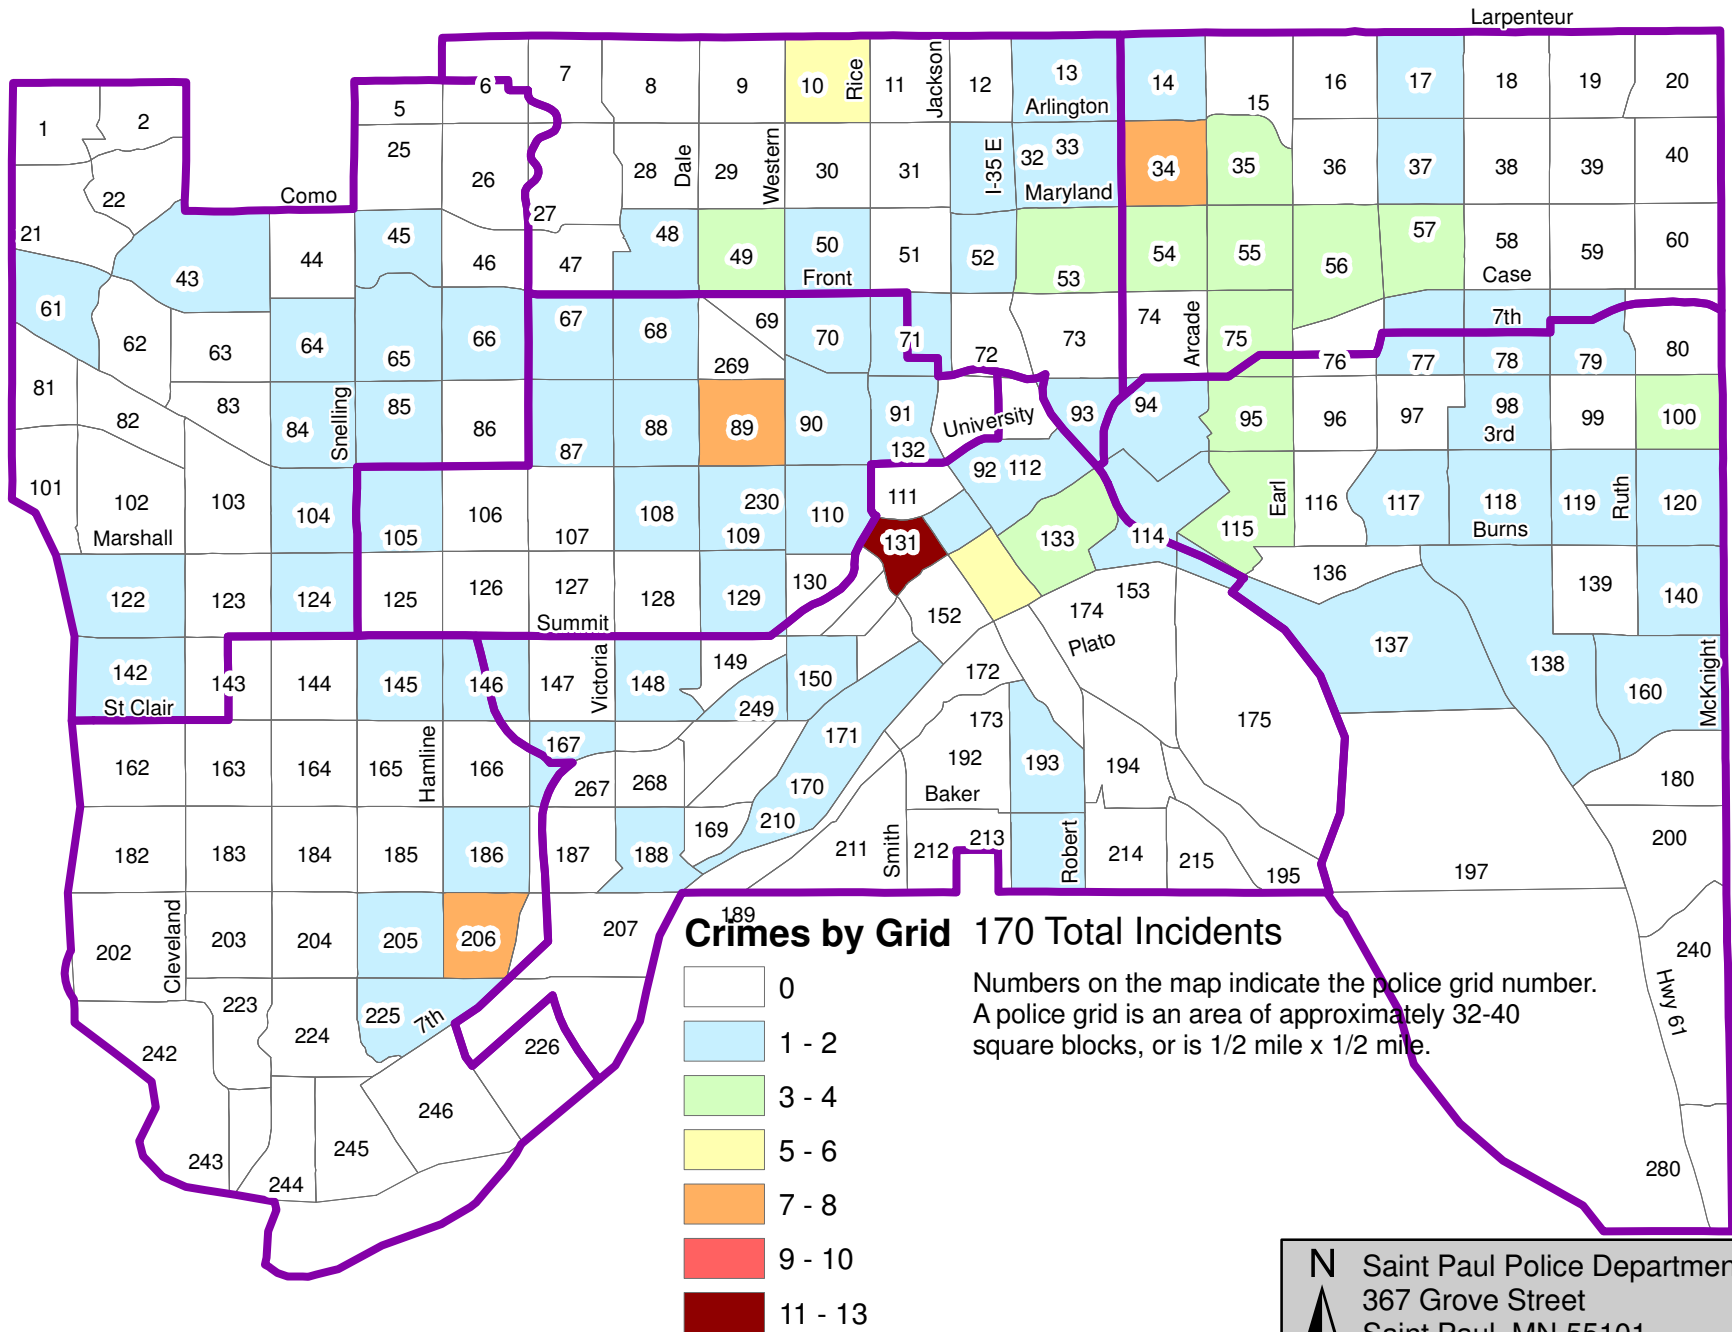 Larpenteur
6 7 8 9 10 Rice 11 Jackson 12 13 14 15 16 17 18 19 20
1 2 5 Arlington
25 26 27 28 Dale 29 Western 30 31 I-35 E 32 33 34 35 36 37 38 39 40
22 Como Maryland
21 43 44 45 46 47 48 49 50 51 52 53 54 55 56 57 58 59 60
Front Case
61 62 63 64 65 66 67 68 69 70 71 72 73 74 Arcade 75 76 7th 77 78 79 80
269
81 82 83 84 Snelling 85 86 87 88 89 90 91 University 93 94 95 96 97 98 99 100
132 3rd
101 102 103 104 105 106 107 108 230 110 111 92 112 114 115 Earl 116 117 118 119 Ruth 120
Marshall 109 131 133 Burns
122 123 124 125 126 127 128 129 130 152 174 153 136 137 138 139 140
Summit Plato
142 143 144 145 146 147 Victoria 148 149 150 172 175 160 McKnight
St Clair 249 171 173
162 163 164 165 Hamline 166 167 267 268 170 192 193 194 180
Baker
182 183 184 185 186 187 188 169 210 211 Smith 212 213 Robert 214 215 195 197 200
202 Cleveland 203 204 205 206 207 189 240
223 224 225 7th 226 Hwy 61
242 243 244 245 246 280
Crimes by Grid 170 Total Incidents
0
1 - 2
3 - 4
5 - 6
7 - 8
9 - 10
11 - 13
Numbers on the map indicate the police grid number.
A police grid is an area of approximately 32-40
square blocks, or is 1/2 mile x 1/2 mile.
N
Saint Paul Police Departmen
367 Grove Street
Saint Paul, MN 55101